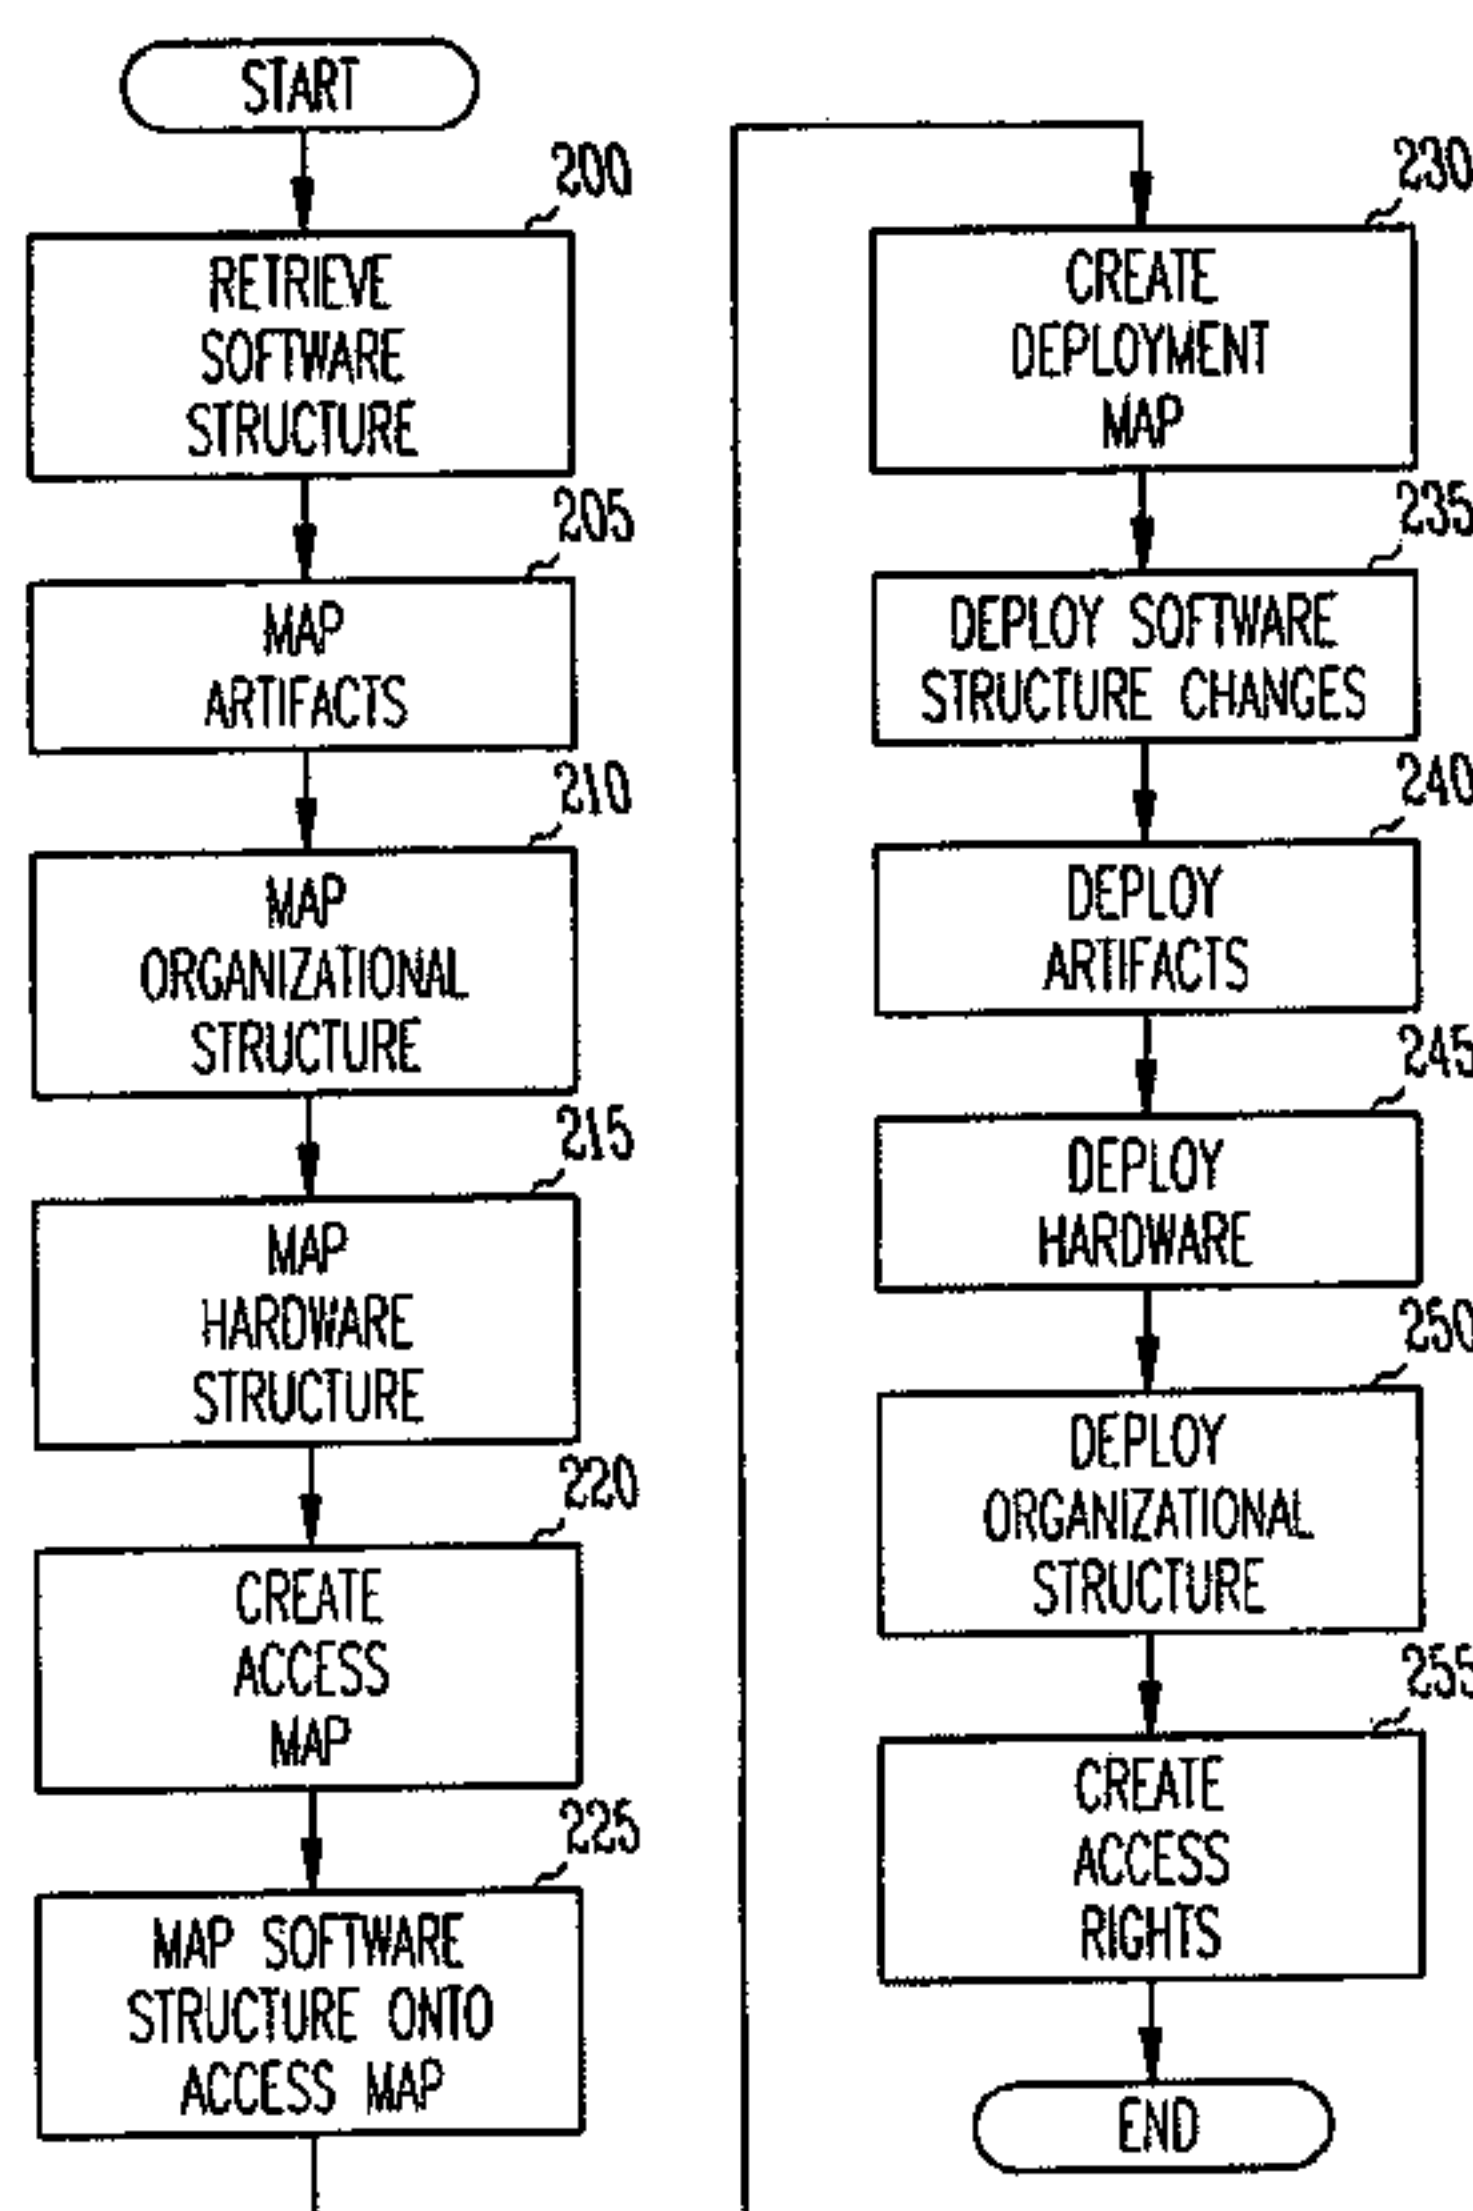 START
200
RETRIEVE
SOFTWARE
STRUCTURE
205
MAP
ARTIFACTS
210
MAP
ORGANIZATIONAL
STRUCTURE
215
MAP
HARDWARE
STRUCTURE
220
CREATE
ACCESS
MAP
225
MAP SOFTWARE
STRUCTURE ONTO
ACCESS MAP
230
CREATE
DEPLOYMENT
MAP
235
DEPLOY SOFTWARE
STRUCTURE CHANGES
240
DEPLOY
ARTIFACTS
245
DEPLOY
HARDWARE
250
DEPLOY
ORGANIZATIONAL
STRUCTURE
255
CREATE
ACCESS
RIGHTS
END